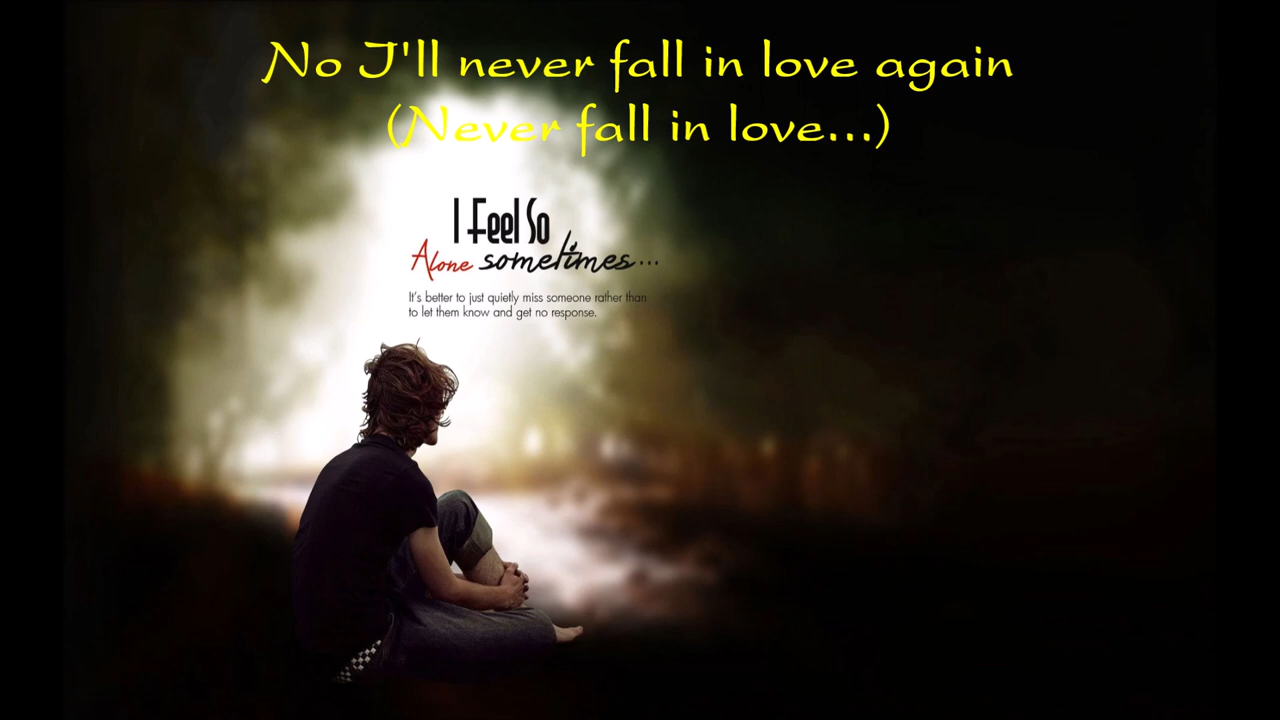 No I'll never fall in love again
(Never fall in love...)
I Feel So
Alone sometimes...
It's better to just quietly miss someone rather than
to let them know and get no response.